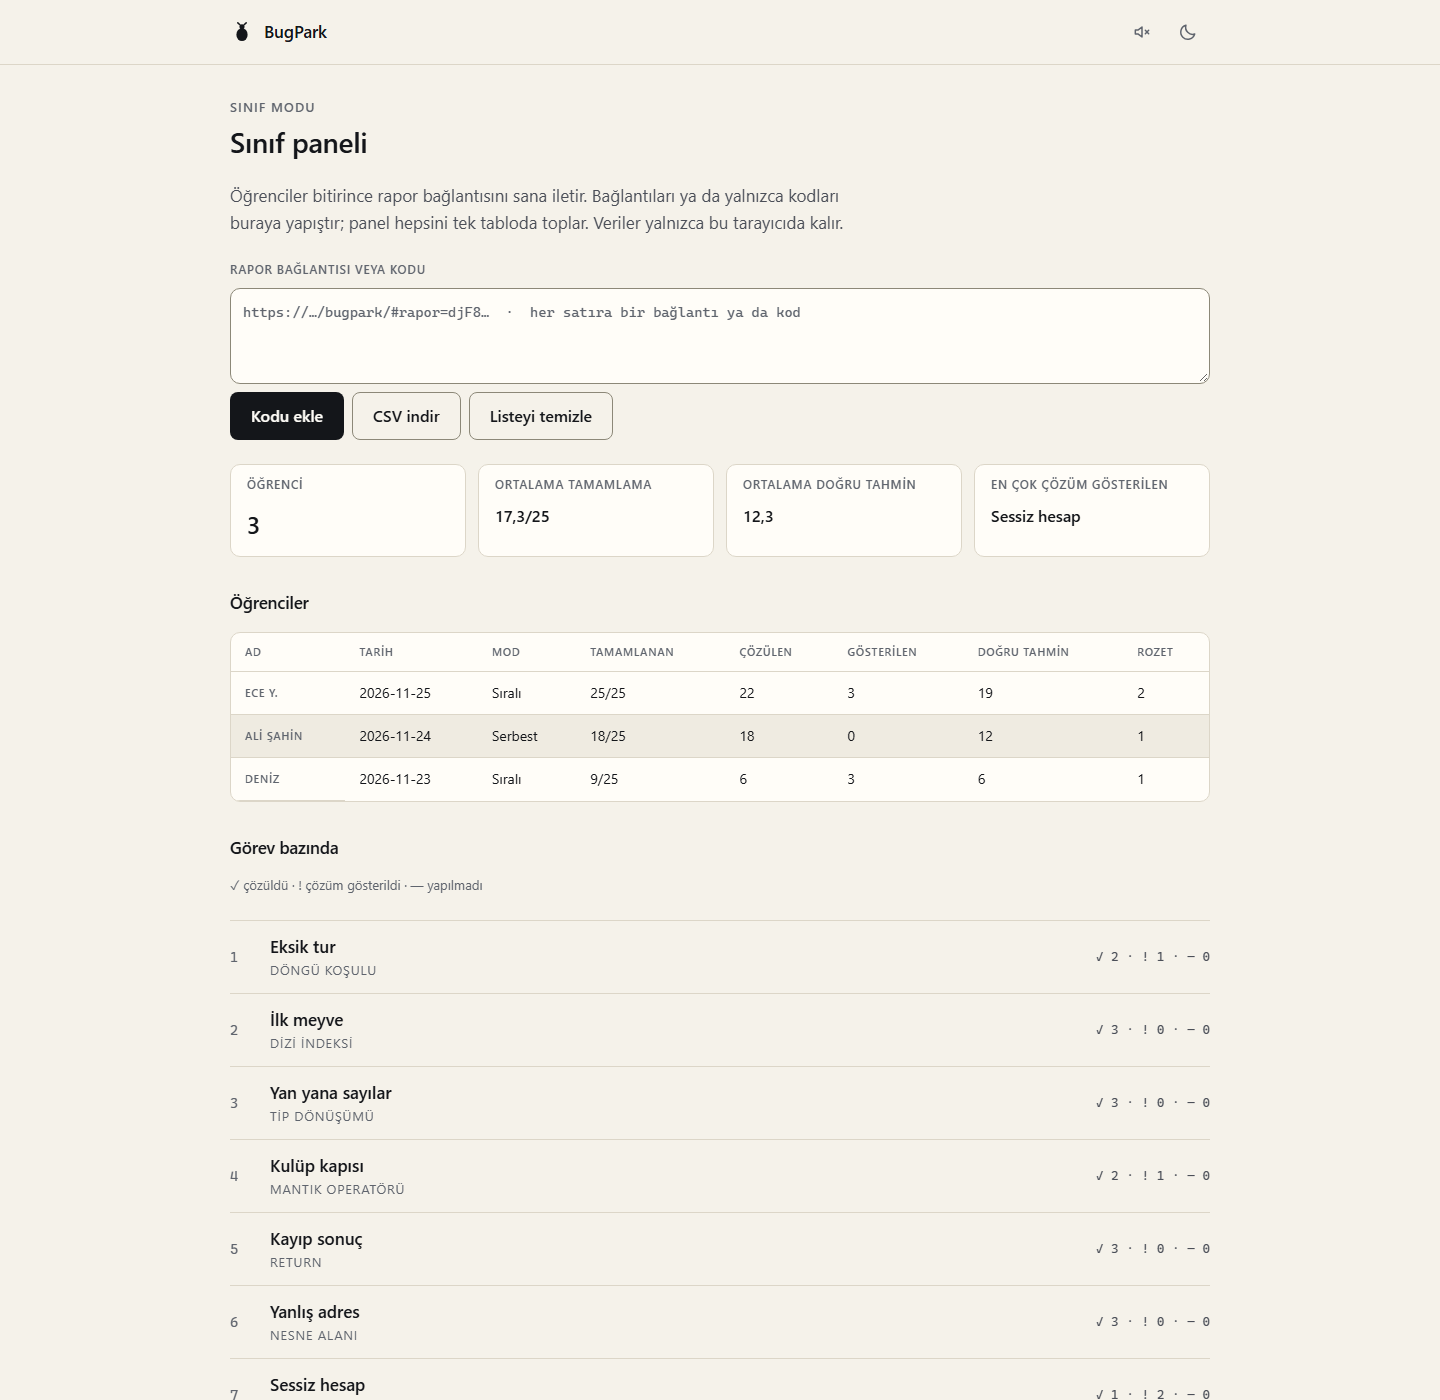 BugPark
SINIF MODU
Sınıf paneli
Öğrenciler bitirince rapor bağlantısını sana iletir. Bağlantıları ya da yalnızca kodları
buraya yapıştır; panel hepsini tek tabloda toplar. Veriler yalnızca bu tarayıcıda kalır.
RAPOR BAĞLANTISI VEYA KODU
https://…/bugpark/#rapor=djF8…  ·  her satıra bir bağlantı ya da kod
Kodu ekle CSV indir Listeyi temizle
ÖĞRENCİ ORTALAMA TAMAMLAMA ORTALAMA DOĞRU TAHMİN EN ÇOK ÇÖZÜM GÖSTERİLEN
3 17,3/25 12,3 Sessiz hesap
Öğrenciler
AD TARİH MOD TAMAMLANAN ÇÖZÜLEN GÖSTERİLEN DOĞRU TAHMİN ROZET
ECE Y. 2026-11-25 Sıralı 25/25 22 3 19 2
ALİ ŞAHİN 2026-11-24 Serbest 18/25 18 0 12 1
DENİZ 2026-11-23 Sıralı 9/25 6 3 6 1
Görev bazında
✓ çözüldü · ! çözüm gösterildi · — yapılmadı
1 Eksik tur ✓ 2 · ! 1 · — 0
DÖNGÜ KOŞULU
2 İlk meyve ✓ 3 · ! 0 · — 0
DİZİ İNDEKSİ
3 Yan yana sayılar ✓ 3 · ! 0 · — 0
TİP DÖNÜŞÜMÜ
4 Kulüp kapısı ✓ 2 · ! 1 · — 0
MANTIK OPERATÖRÜ
5 Kayıp sonuç ✓ 3 · ! 0 · — 0
RETURN
6 Yanlış adres ✓ 3 · ! 0 · — 0
NESNE ALANI
7 Sessiz hesap ✓ 1 · ! 2 · — 0